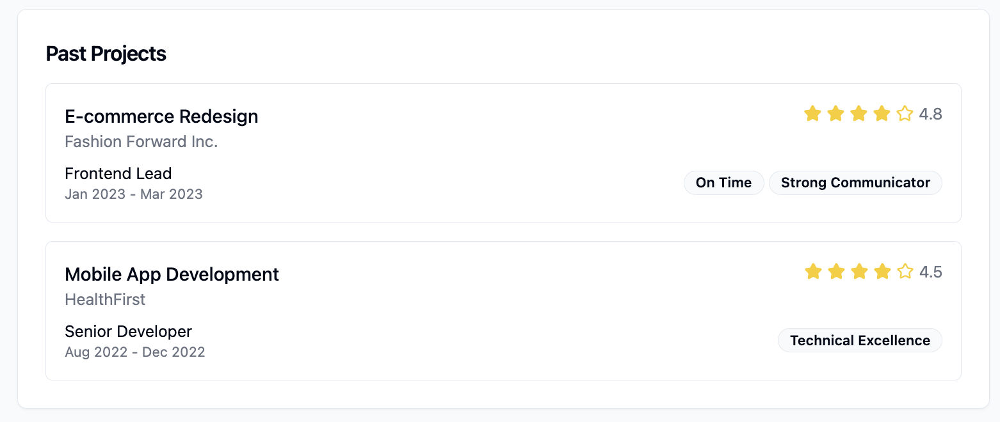 Past Projects
E-commerce Redesign
4.8
Fashion Forward Inc.
Frontend Lead
Jan 2023 - Mar 2023
On Time
Strong Communicator
Mobile App Development
4.5
HealthFirst
Senior Developer
Aug 2022 - Dec 2022
Technical Excellence